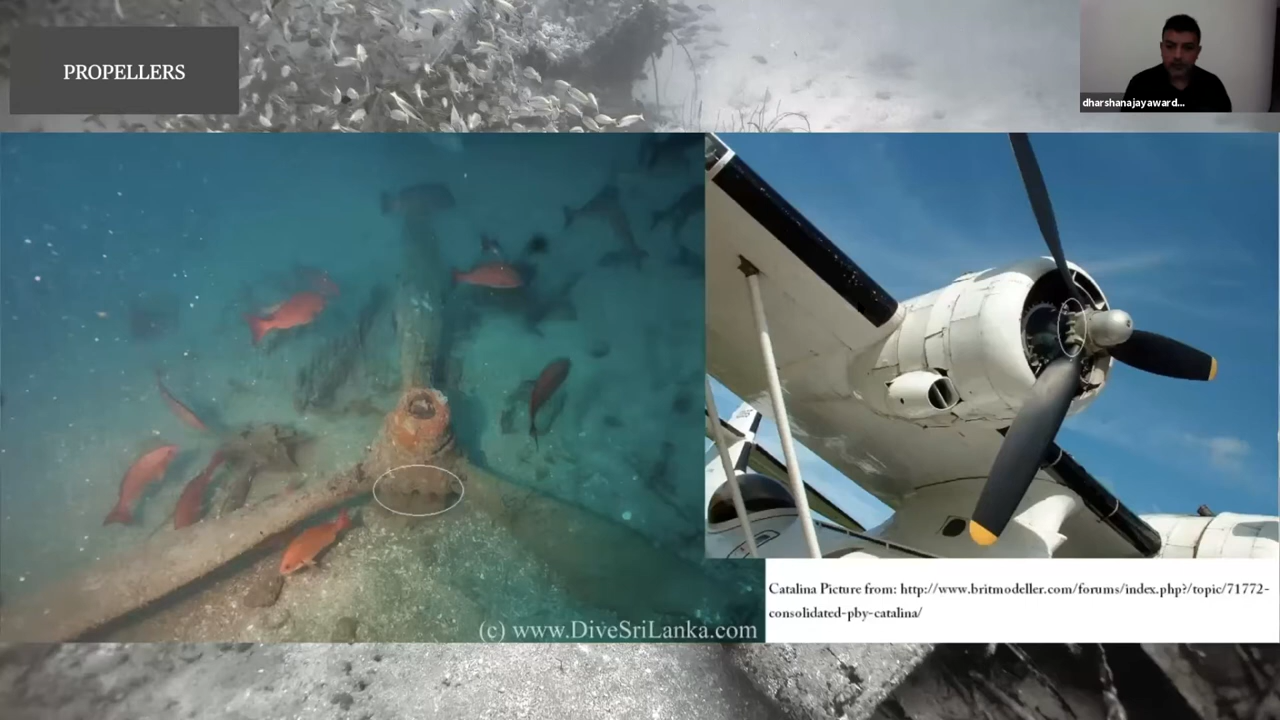 PROPELLERS
dharshanajayaward...
(c) www.DiveSriLanka.com
Catalina Picture from: http://www.britmodeller.com/forums/index.php?/topic/71772-
consolidated-pby-catalina/